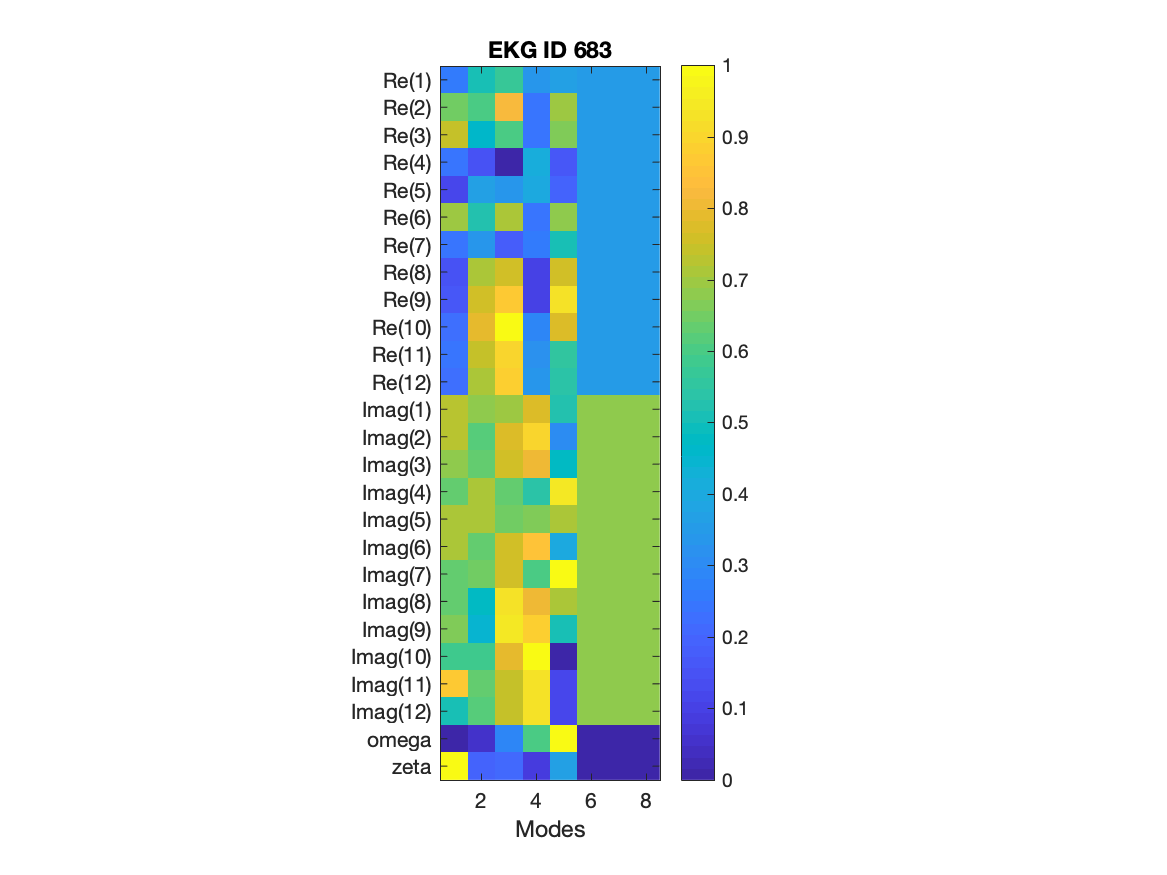 EKG ID 683
Re(1)
Re(2)
Re(3)
Re(4)
Re(5)
Re(6)
Re(7)
Re(8)
Re(9)
Re(10)
Re(11)
Re(12)
Imag(1)
Imag(2)
Imag(3)
Imag(4)
Imag(5)
Imag(6)
Imag(7)
Imag(8)
Imag(9)
Imag(10)
Imag(11)
Imag(12)
omega
zeta
2 4 6 8
Modes
1
0.9
0.8
0.7
0.6
0.5
0.4
0.3
0.2
0.1
0